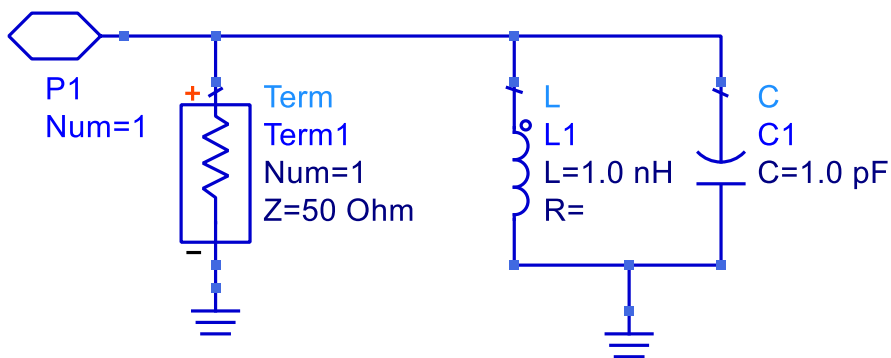 P1
Num=1
+
Term
Term1
Num=1
Z=50 Ohm
−
L
L1
L=1.0 nH
R=
C
C1
C=1.0 pF